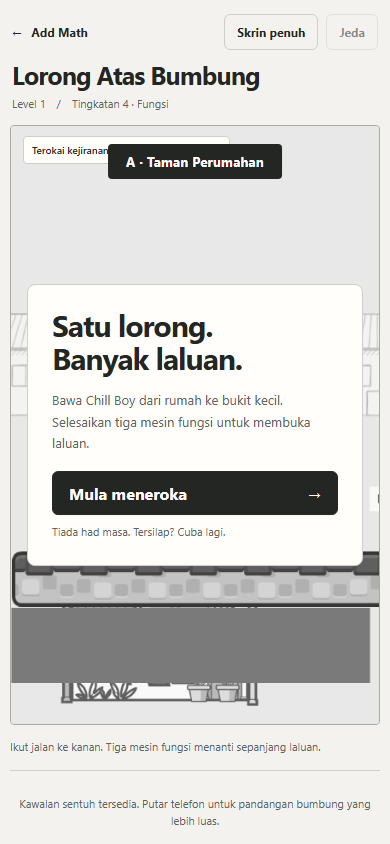 ← Add Math
Skrin penuh
Jeda
Lorong Atas Bumbung
Level 1 / Tingkatan 4 · Fungsi
Terokai kejiranan
A · Taman Perumahan
Satu lorong.
Banyak laluan.
Bawa Chill Boy dari rumah ke bukit kecil.
Selesaikan tiga mesin fungsi untuk membuka
laluan.
Mula meneroka →
Tiada had masa. Tersilap? Cuba lagi.
Ikut jalan ke kanan. Tiga mesin fungsi menanti sepanjang laluan.
Kawalan sentuh tersedia. Putar telefon untuk pandangan bumbung yang
lebih luas.